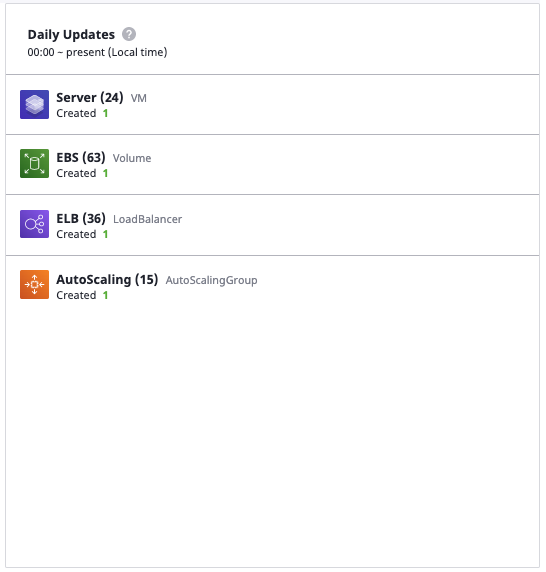 Daily Updates ?
00:00 ~ present (Local time)
Server (24) VM
Created 1
EBS (63) Volume
Created 1
ELB (36) LoadBalancer
Created 1
AutoScaling (15) AutoScalingGroup
Created 1